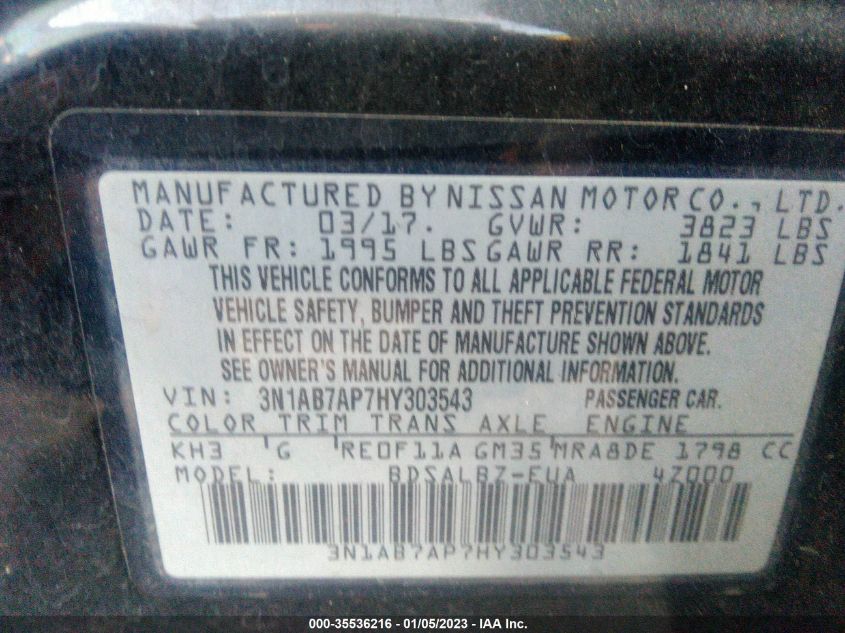 MANUFACTURED BY NISSAN MOTOR CO., LTD.
DATE: 03/17. GVWR: 3823 LBS
GAWR FR: 1995 LBS GAWR RR: 1841 LBS
THIS VEHICLE CONFORMS TO ALL APPLICABLE FEDERAL MOTOR
VEHICLE SAFETY, BUMPER AND THEFT PREVENTION STANDARDS
IN EFFECT ON THE DATE OF MANUFACTURE SHOWN ABOVE.
SEE OWNER'S MANUAL FOR ADDITIONAL INFORMATION.
VIN: 3N1AB7AP7HY303543 PASSENGER CAR.
COLOR TRIM TRANS AXLE ENGINE
KH3 G RE0F11A GM35 MRA8DE 1798 CC
MODEL: BDSALBZ-EUA 4Z000
3N1AB7AP7HY303543
000-35536216 - 01/05/2023 - IAA Inc.